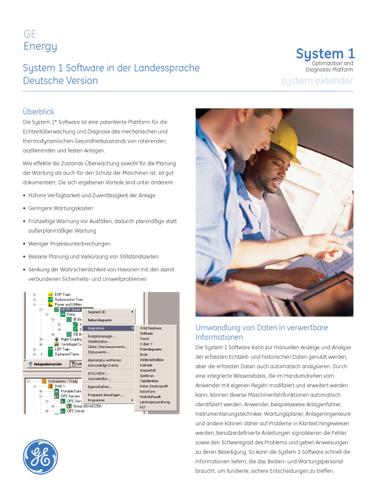 GE
Energy
System 1
Optimization and
Diagnostic Platform
system extender
System 1 Software in der Landessprache
Deutsche Version
Überblick
Die System 1* Software ist eine patentierte Plattform für die
Echtzeitüberwachung und Diagnose des mechanischen und
thermodynamischen Gesundheitszustands von rotierenden,
oszillierenden und festen Anlagen.
Wie effektiv die Zustands-Überwachung sowohl für die Planung
der Wartung als auch für den Schutz der Maschinen ist, ist gut
dokumentiert. Die sich ergebenden Vorteile sind unter anderem:
• Höhere Verfügbarkeit und Zuverlässigkeit der Anlage
• Geringere Wartungskosten
• Frühzeitige Warnung vor Ausfällen, dadurch planmäßige statt
außerplanmäßiger Wartung
• Weniger Prozessunterbrechungen
• Bessere Planung und Verkürzung von Stillstandszeiten
• Senkung der Wahrscheinlichkeit von Havarien mit den damit
verbundenen Sicherheits- und Umweltproblemen
Umwandlung von Daten in verwertbare
Informationen
Die System 1 Software kann zur manuellen Anzeige und Analyse
der erfassten Echtzeit- und historischen Daten genutzt werden,
aber die erfassten Daten auch automatisch analysieren. Durch
eine integrierte Wissensbasis, die im Handumdrehen vom
Anwender mit eigenen Regeln modifiziert und erweitert werden
kann, können diverse Maschinenfehlfunktionen automatisch
identifiziert werden. Anwender, beispielsweise Anlagenfahrer,
Instrumentierungstechniker, Wartungsplaner, Anlageningenieure
und andere können daher auf Probleme in Klartext hingewiesen
werden; benutzerdefinierte Anleitungen signalisieren die Fehler
sowie den Schweregrad des Problems und geben Anweisungen
zu deren Beseitigung. So kann die System 1 Software schnell die
Informationen liefern, die das Bedien- und Wartungspersonal
braucht, um fundierte, sichere Entscheidungen zu treffen.